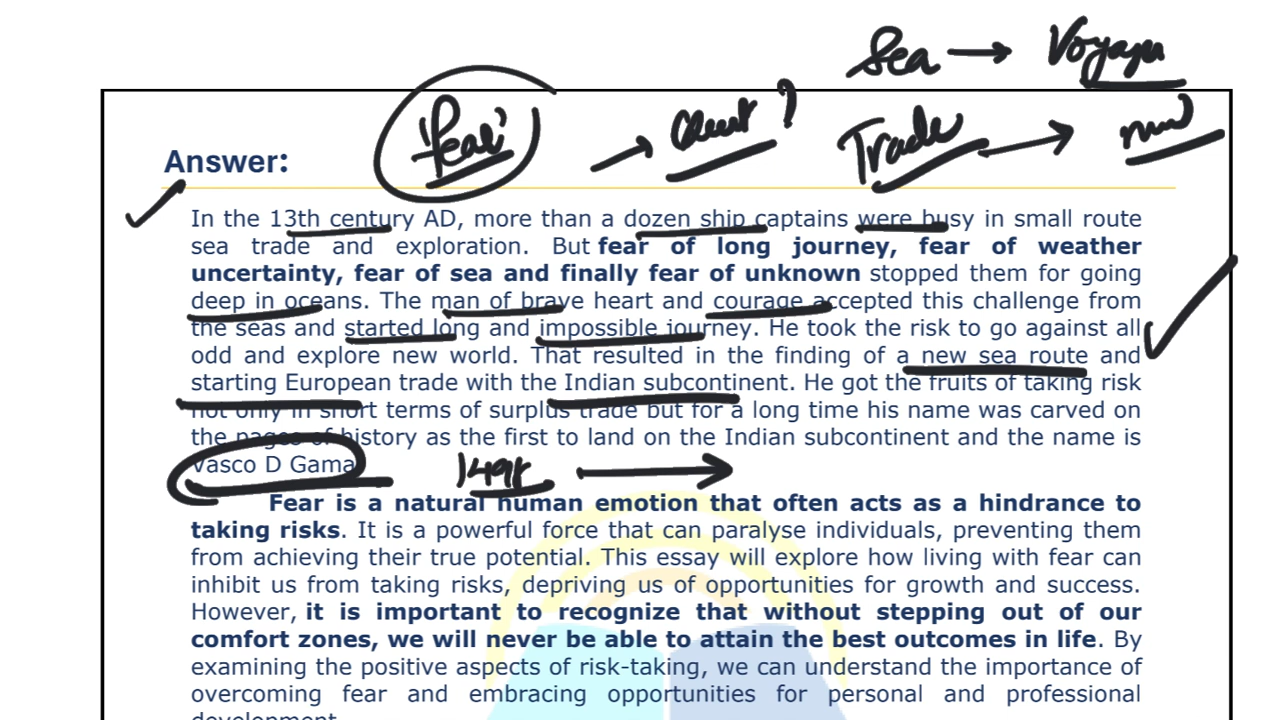 Sea → Voyager
'Fear' → ?
Trade →
Answer:
In the 13th century AD, more than a dozen ship captains were busy in small route
sea trade and exploration. But fear of long journey, fear of weather
uncertainty, fear of sea and finally fear of unknown stopped them for going
deep in oceans. The man of brave heart and courage accepted this challenge from
the seas and started long and impossible journey. He took the risk to go against all
odd and explore new world. That resulted in the finding of a new sea route and
starting European trade with the Indian subcontinent. He got the fruits of taking risk
not only in short terms of surplus trade but for a long time his name was carved on
the pages of history as the first to land on the Indian subcontinent and the name is
Vasco D Gama
1498 →
Fear is a natural human emotion that often acts as a hindrance to
taking risks. It is a powerful force that can paralyse individuals, preventing them
from achieving their true potential. This essay will explore how living with fear can
inhibit us from taking risks, depriving us of opportunities for growth and success.
However, it is important to recognize that without stepping out of our
comfort zones, we will never be able to attain the best outcomes in life. By
examining the positive aspects of risk-taking, we can understand the importance of
overcoming fear and embracing opportunities for personal and professional
development.